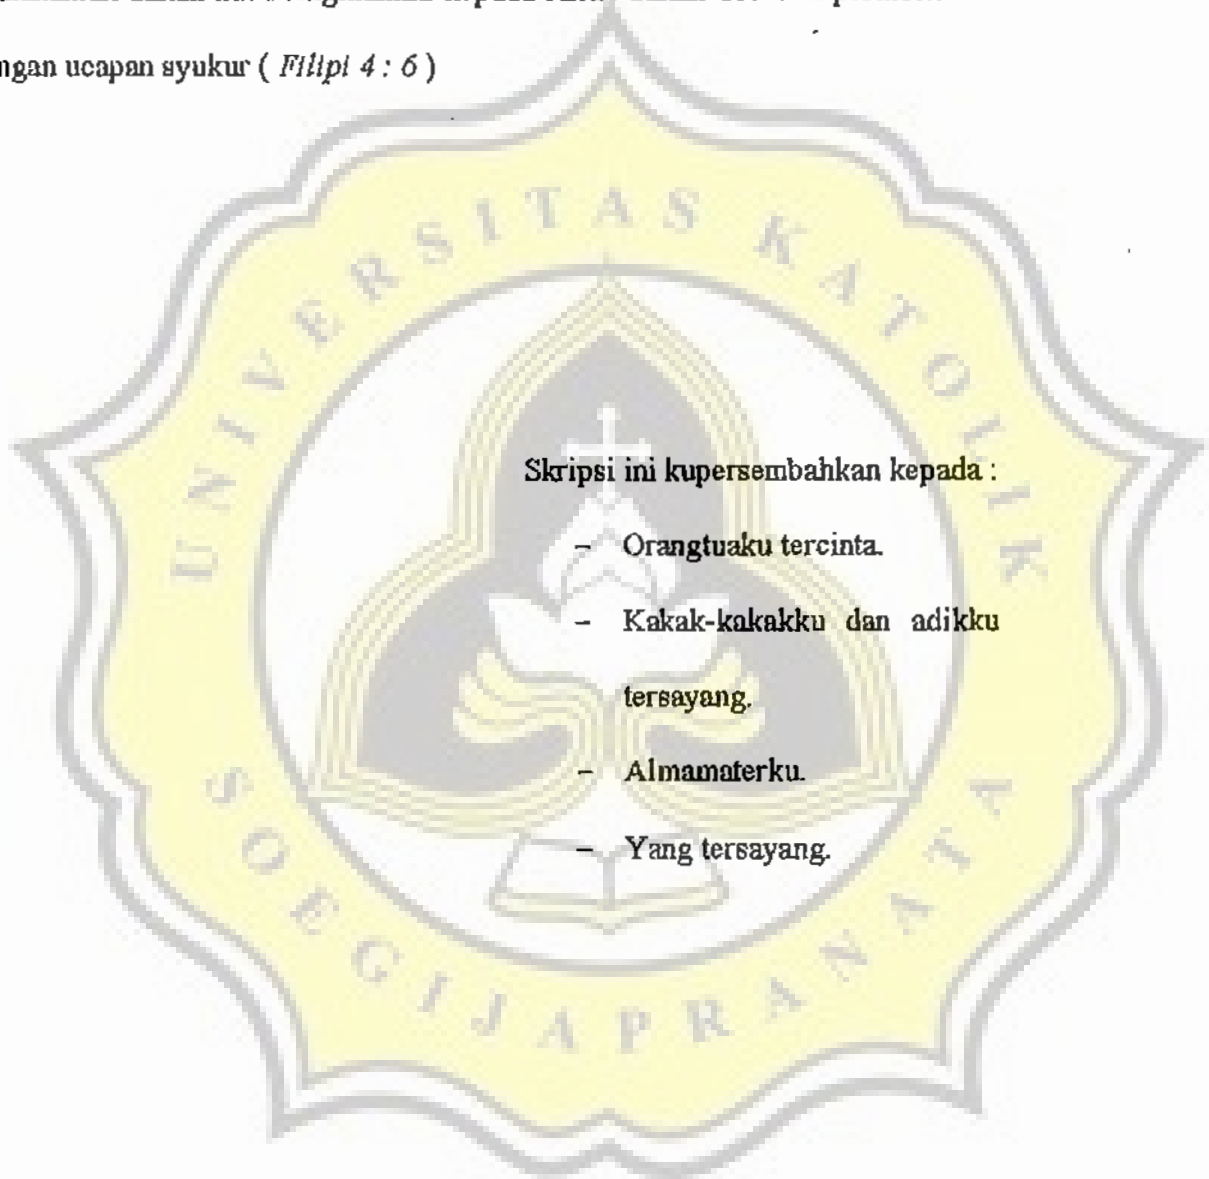 ngan ucapan syukur ( Filipi 4 : 6 )
UNIVERSITAS KATOLIK
Skripsi ini kupersembahkan kepada :
– Orangtuaku tercinta.
– Kakak-kakakku dan adikku
tersayang.
– Almamaterku.
– Yang tersayang.
SOEGIJAPRANATA